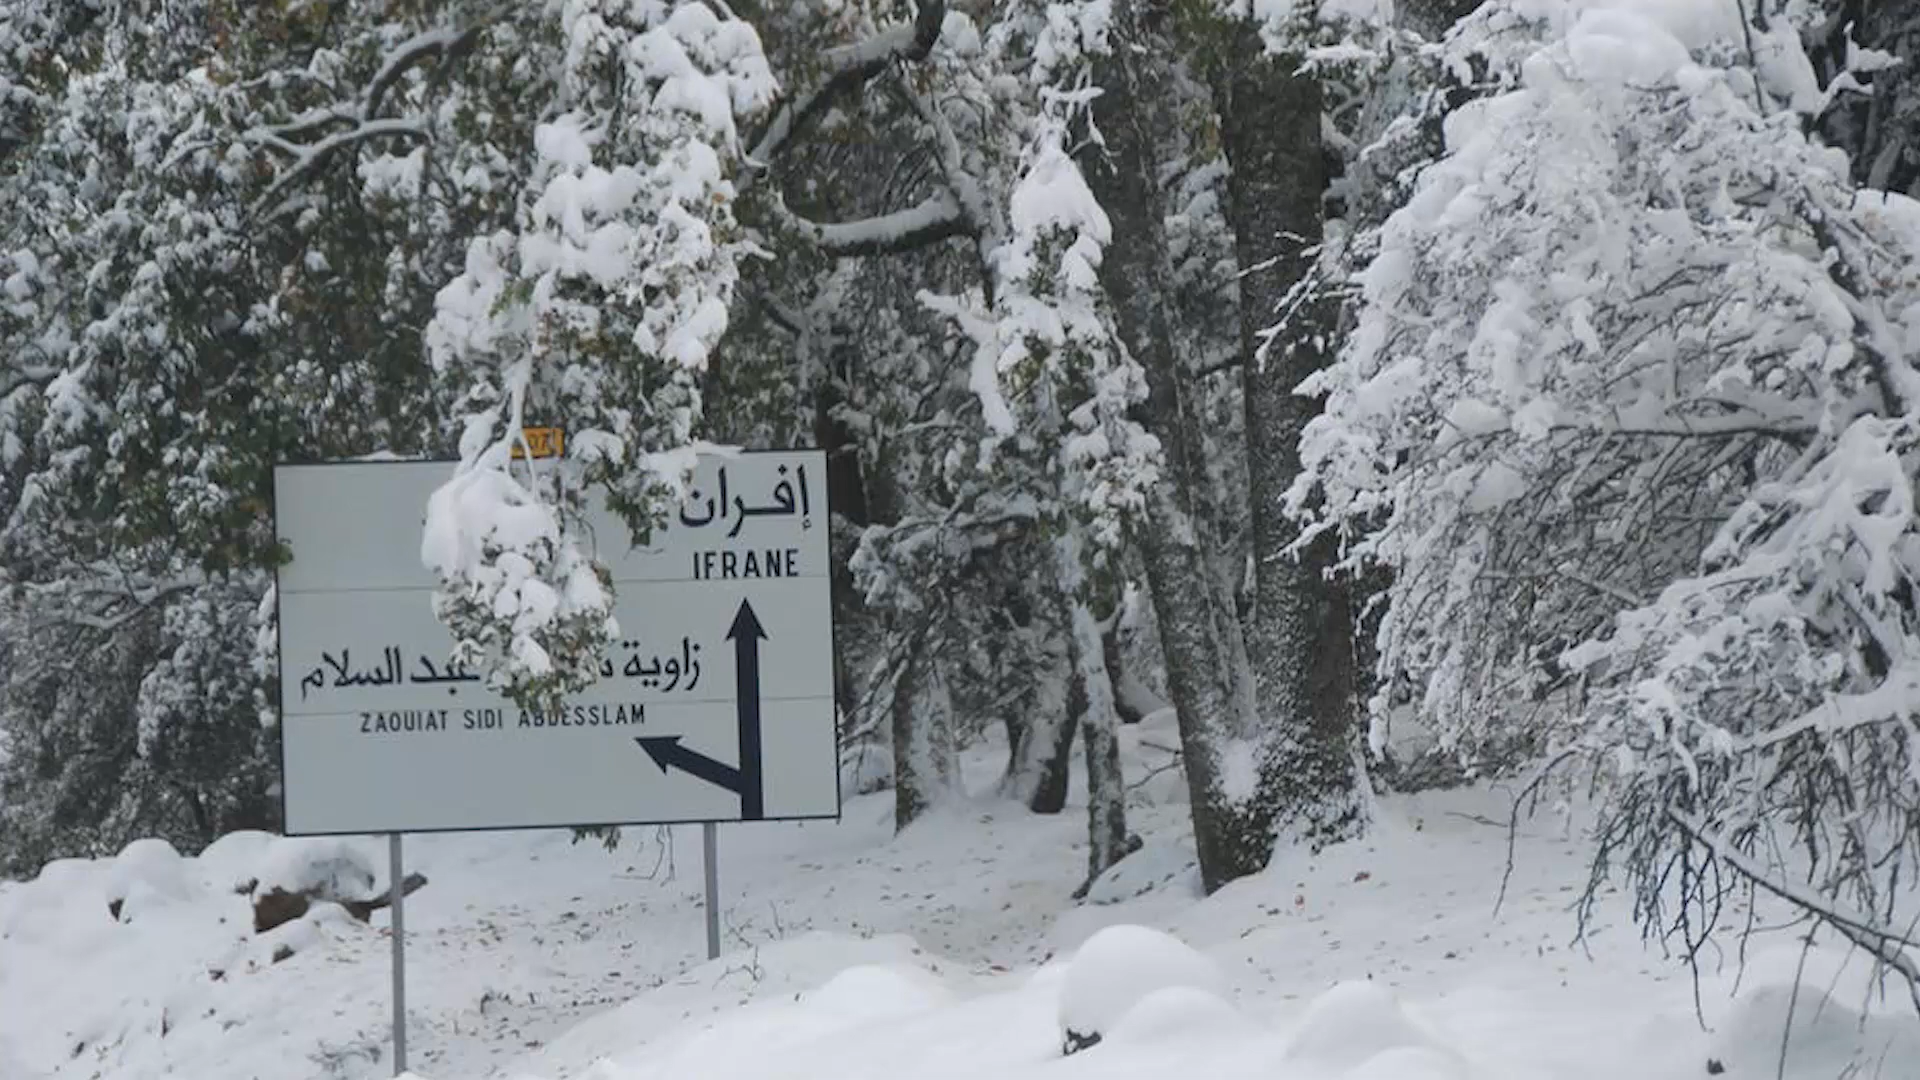 إفران
IFRANE
زاوية عبد السلام
ZAOUIAT SIDI ABDESSLAM